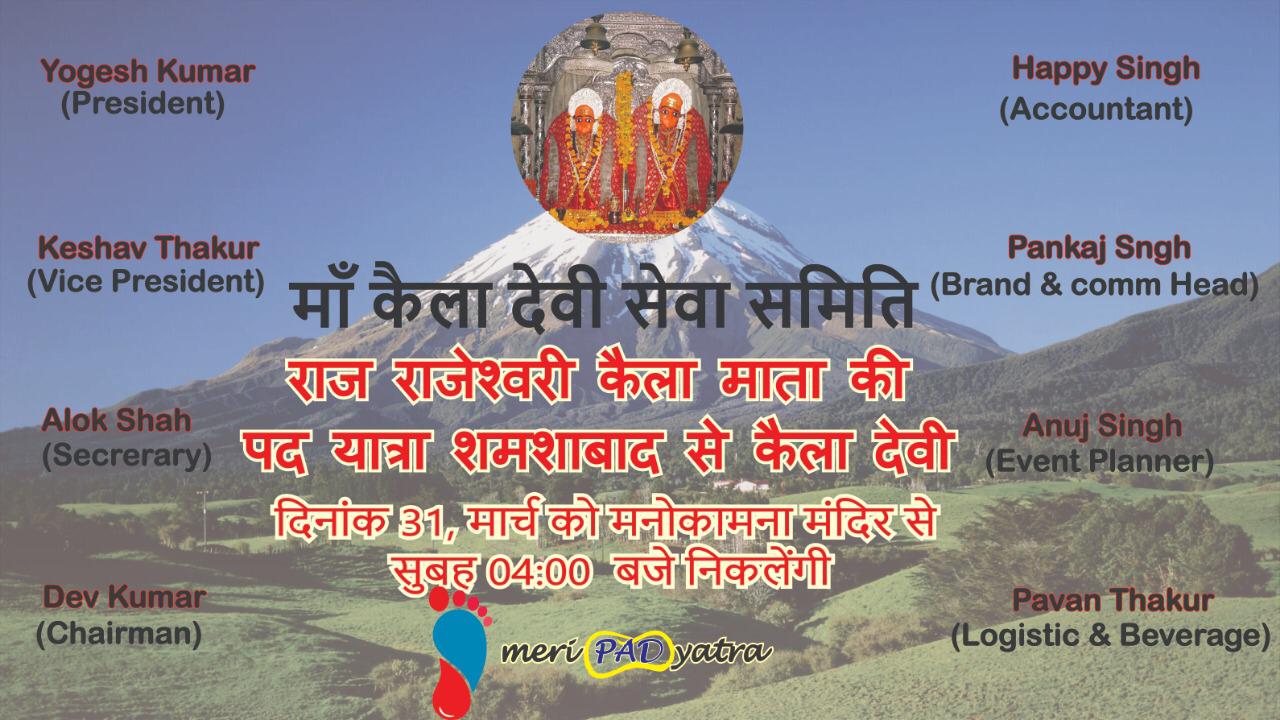 Yogesh Kumar
(President)
Happy Singh
(Accountant)
Keshav Thakur
(Vice President)
Pankaj Sngh
(Brand & comm Head)
माँ कैला देवी सेवा समिति
राज राजेश्वरी कैला माता की
पद यात्रा शमशाबाद से कैला देवी
Alok Shah
(Secrerary)
Anuj Singh
(Event Planner)
दिनांक 31, मार्च को मनोकामना मंदिर से
सुबह 04:00 बजे निकलेंगी
Dev Kumar
(Chairman)
Pavan Thakur
(Logistic & Beverage)
meri PAD yatra